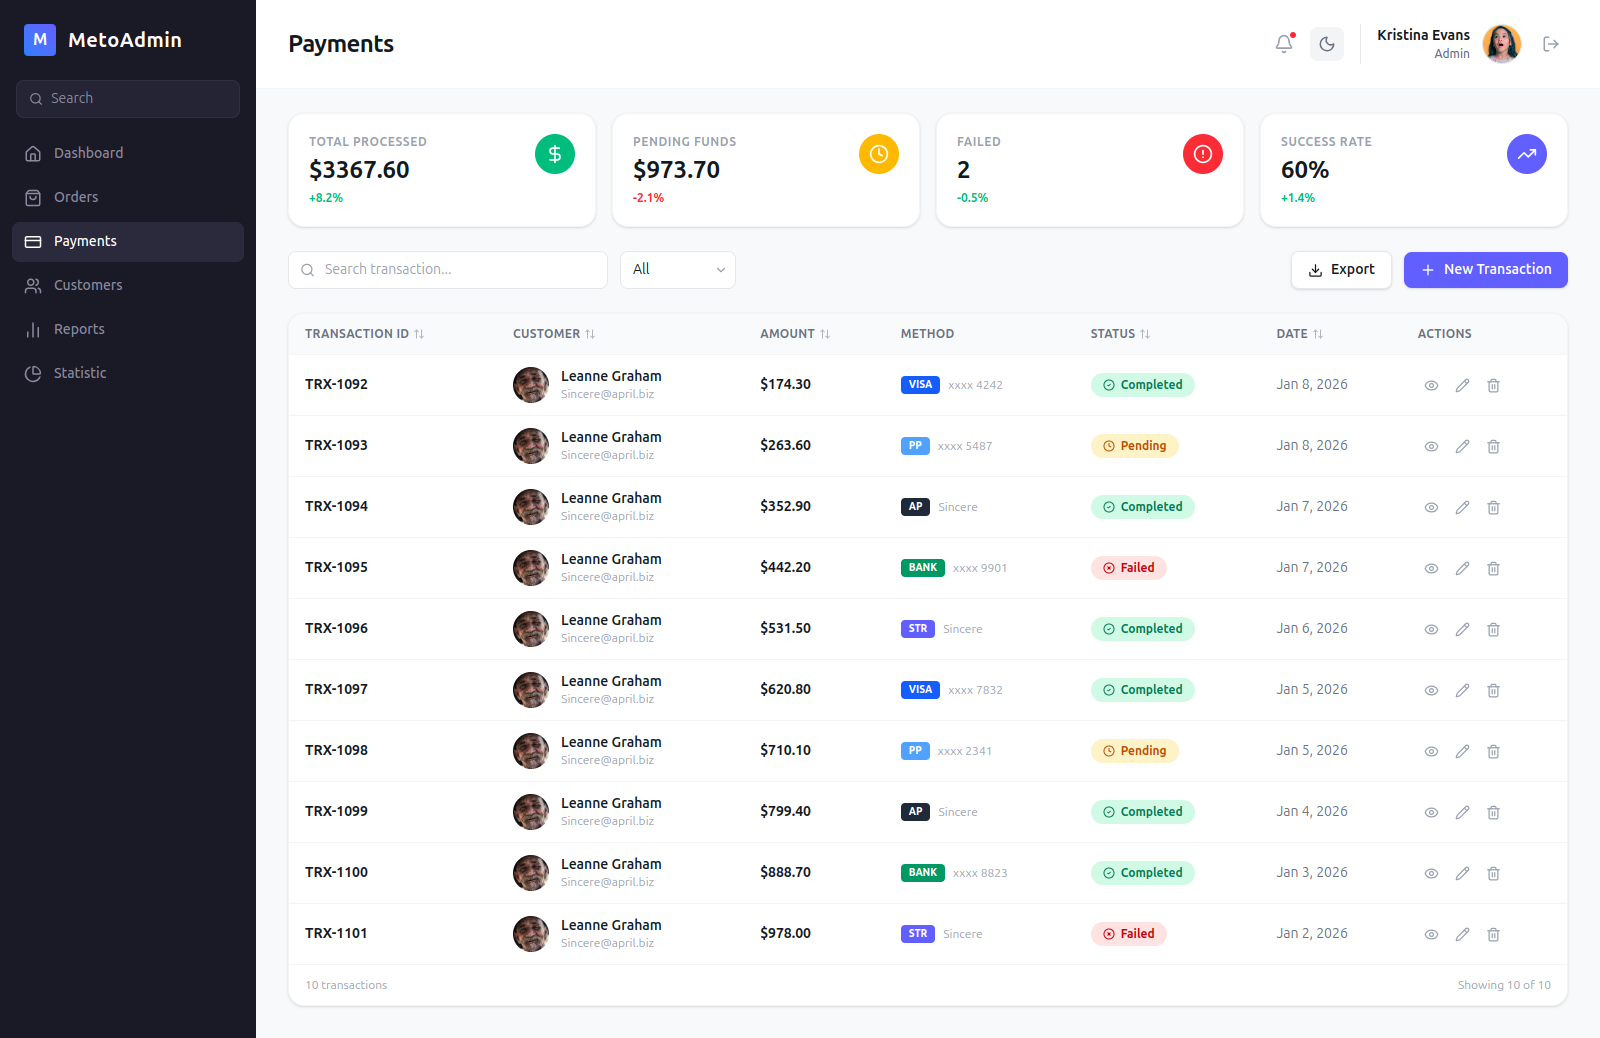 M MetoAdmin
Search
Dashboard
Orders
Payments
Customers
Reports
Statistic
Payments
Kristina Evans
Admin
TOTAL PROCESSED
$3367.60
+8.2%
PENDING FUNDS
$973.70
-2.1%
FAILED
2
-0.5%
SUCCESS RATE
60%
+1.4%
Search transaction...
All
Export
New Transaction
TRANSACTION ID CUSTOMER AMOUNT METHOD STATUS DATE ACTIONS
TRX-1092 Leanne Graham $174.30 VISA xxxx 4242 Completed Jan 8, 2026
Sincere@april.biz
TRX-1093 Leanne Graham $263.60 PP xxxx 5487 Pending Jan 8, 2026
Sincere@april.biz
TRX-1094 Leanne Graham $352.90 AP Sincere Completed Jan 7, 2026
Sincere@april.biz
TRX-1095 Leanne Graham $442.20 BANK xxxx 9901 Failed Jan 7, 2026
Sincere@april.biz
TRX-1096 Leanne Graham $531.50 STR Sincere Completed Jan 6, 2026
Sincere@april.biz
TRX-1097 Leanne Graham $620.80 VISA xxxx 7832 Completed Jan 5, 2026
Sincere@april.biz
TRX-1098 Leanne Graham $710.10 PP xxxx 2341 Pending Jan 5, 2026
Sincere@april.biz
TRX-1099 Leanne Graham $799.40 AP Sincere Completed Jan 4, 2026
Sincere@april.biz
TRX-1100 Leanne Graham $888.70 BANK xxxx 8823 Completed Jan 3, 2026
Sincere@april.biz
TRX-1101 Leanne Graham $978.00 STR Sincere Failed Jan 2, 2026
Sincere@april.biz
10 transactions
Showing 10 of 10